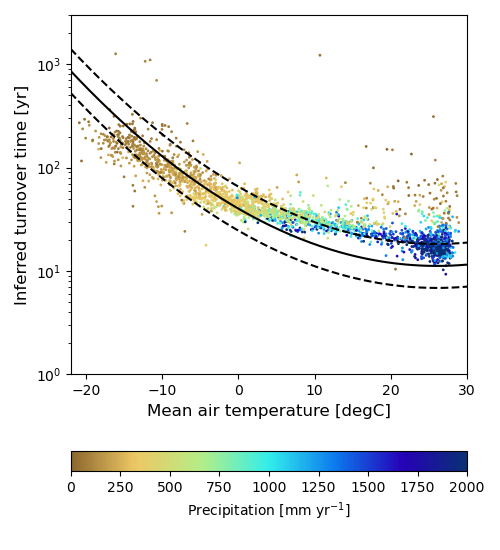 Inferred turnover time [yr]
10³
10²
10¹
10⁰
−20 −10 0 10 20 30
Mean air temperature [degC]
0 250 500 750 1000 1250 1500 1750 2000
Precipitation [mm yr⁻¹]